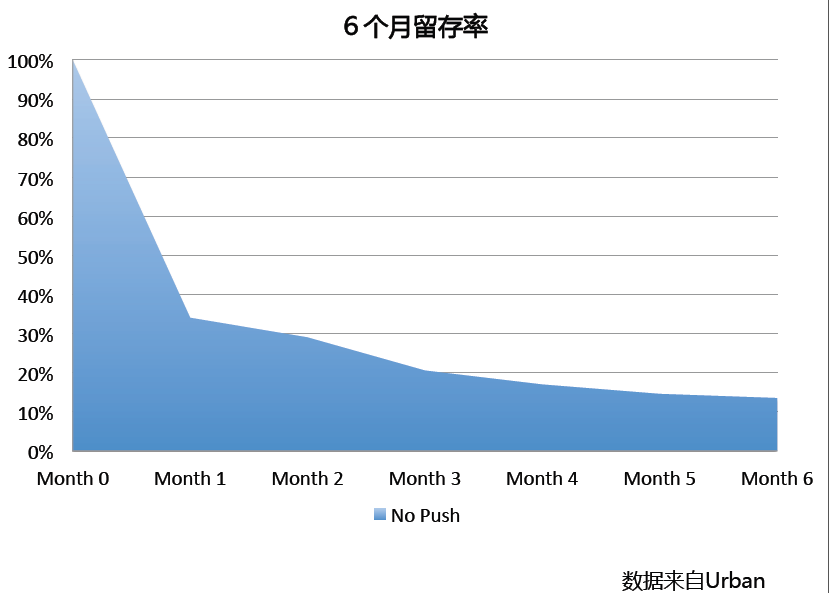 6 个月留存率
100%
90%
80%
70%
60%
50%
40%
30%
20%
10%
0%
Month 0 Month 1 Month 2 Month 3 Month 4 Month 5 Month 6
No Push
数据来自Urban